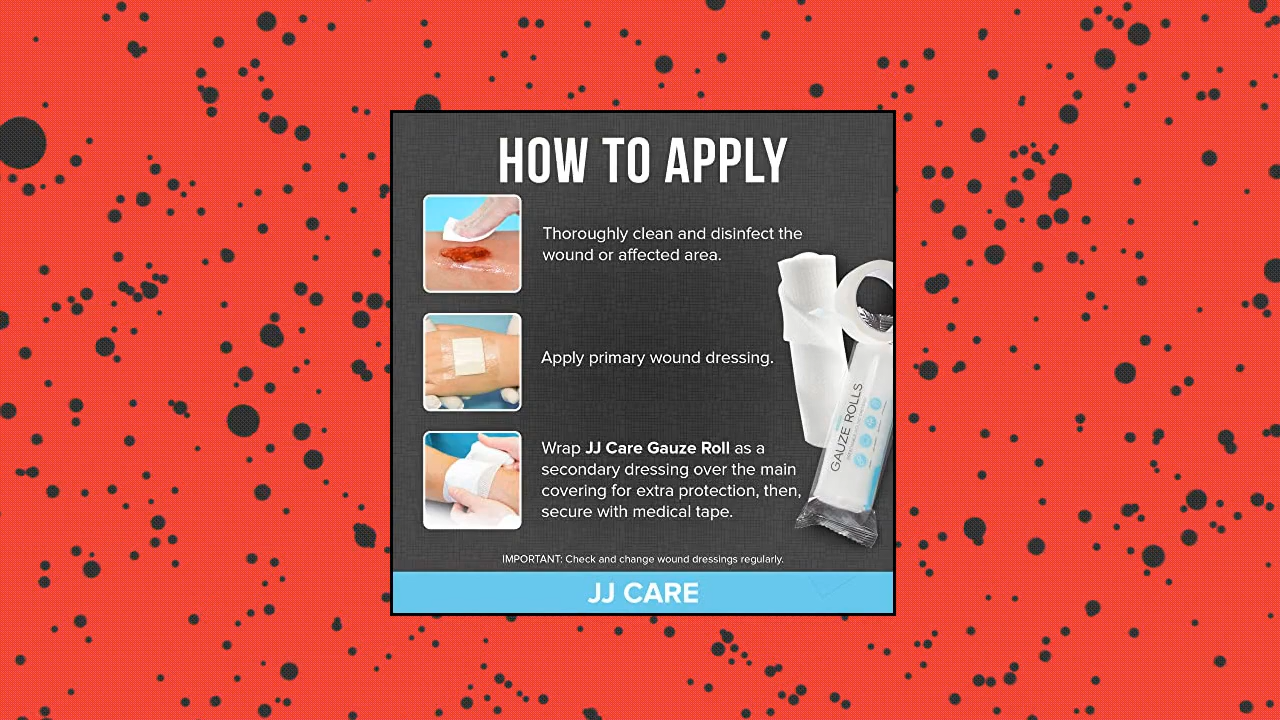 HOW TO APPLY
Thoroughly clean and disinfect the
wound or affected area.
Apply primary wound dressing.
Wrap JJ Care Gauze Roll as a
secondary dressing over the main
covering for extra protection, then,
secure with medical tape.
GAUZE ROLLS
IMPORTANT: Check and change wound dressings regularly.
JJ CARE